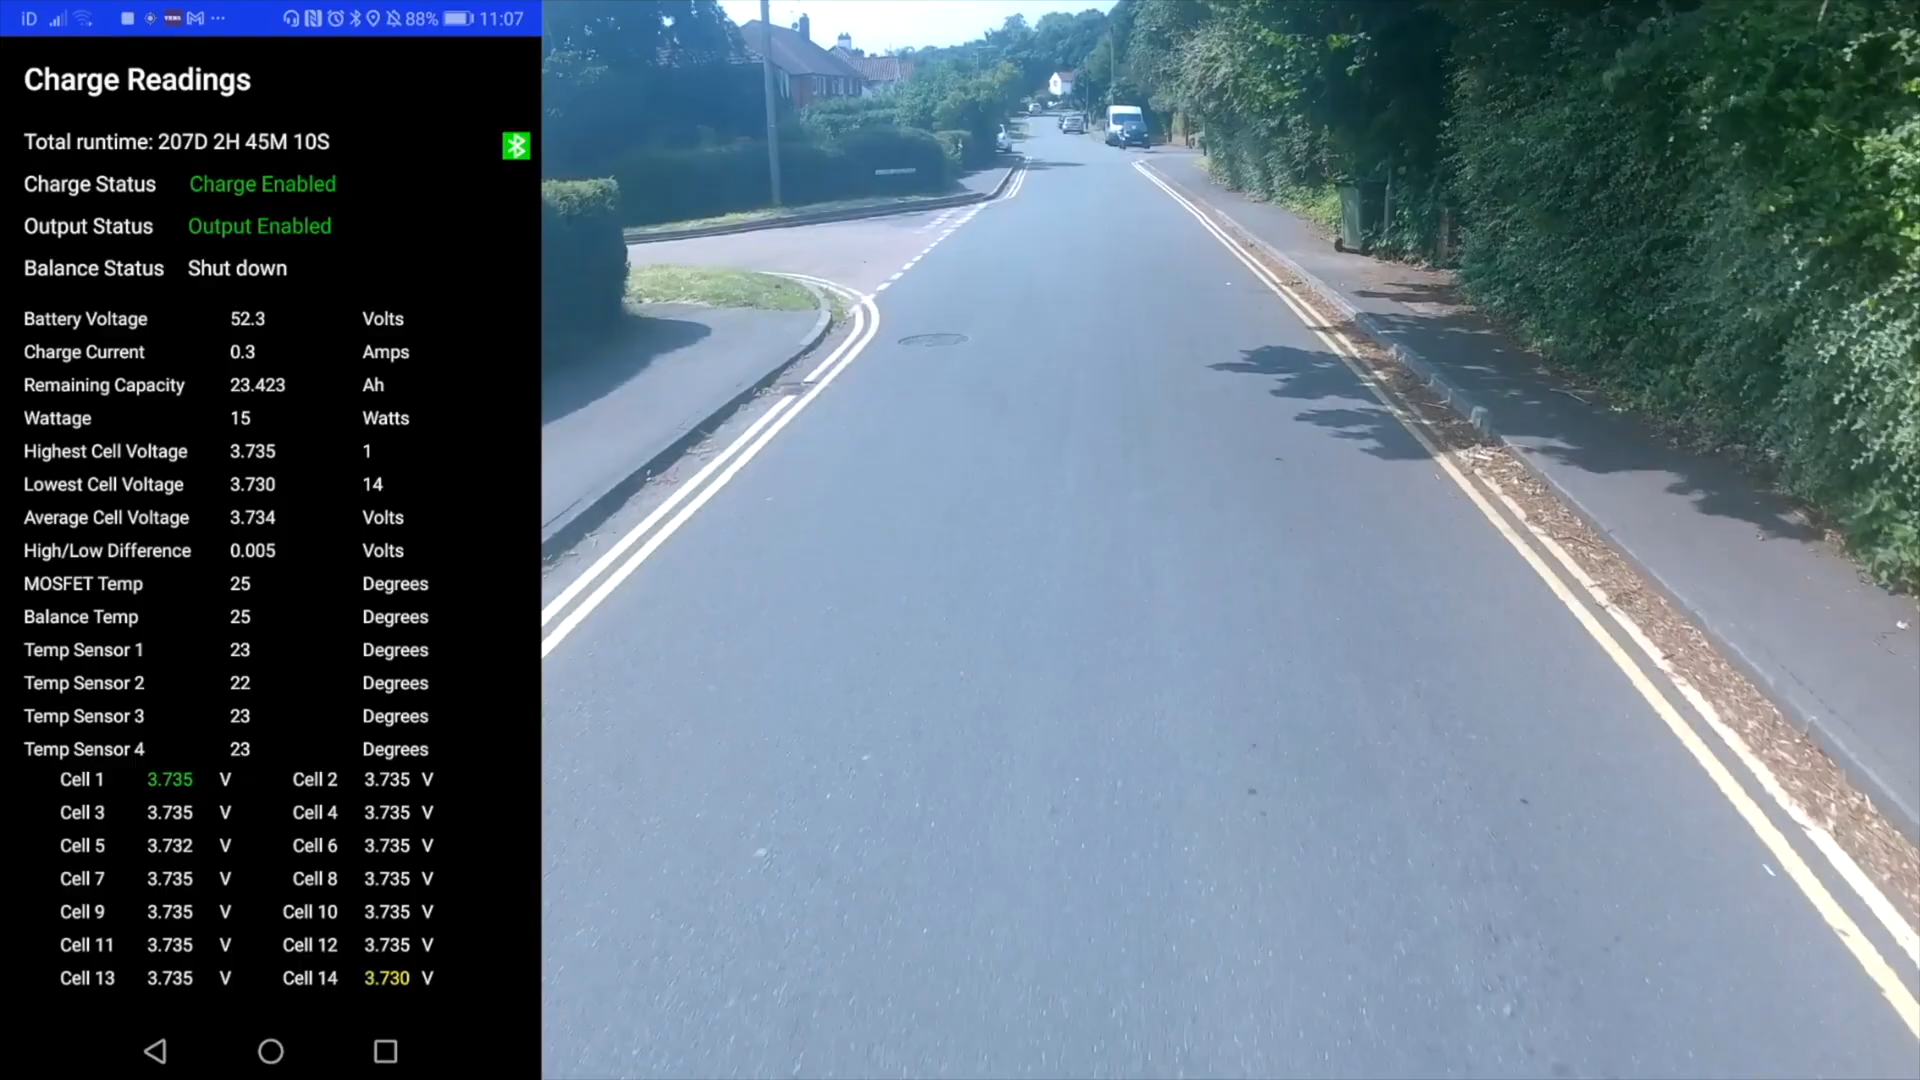 iD 88% 11:07
Charge Readings
Total runtime: 207D 2H 45M 10S
Charge Status Charge Enabled
Output Status Output Enabled
Balance Status Shut down
Battery Voltage 52.3 Volts
Charge Current 0.3 Amps
Remaining Capacity 23.423 Ah
Wattage 15 Watts
Highest Cell Voltage 3.735 1
Lowest Cell Voltage 3.730 14
Average Cell Voltage 3.734 Volts
High/Low Difference 0.005 Volts
MOSFET Temp 25 Degrees
Balance Temp 25 Degrees
Temp Sensor 1 23 Degrees
Temp Sensor 2 22 Degrees
Temp Sensor 3 23 Degrees
Temp Sensor 4 23 Degrees
Cell 1 3.735 V Cell 2 3.735 V
Cell 3 3.735 V Cell 4 3.735 V
Cell 5 3.732 V Cell 6 3.735 V
Cell 7 3.735 V Cell 8 3.735 V
Cell 9 3.735 V Cell 10 3.735 V
Cell 11 3.735 V Cell 12 3.735 V
Cell 13 3.735 V Cell 14 3.730 V